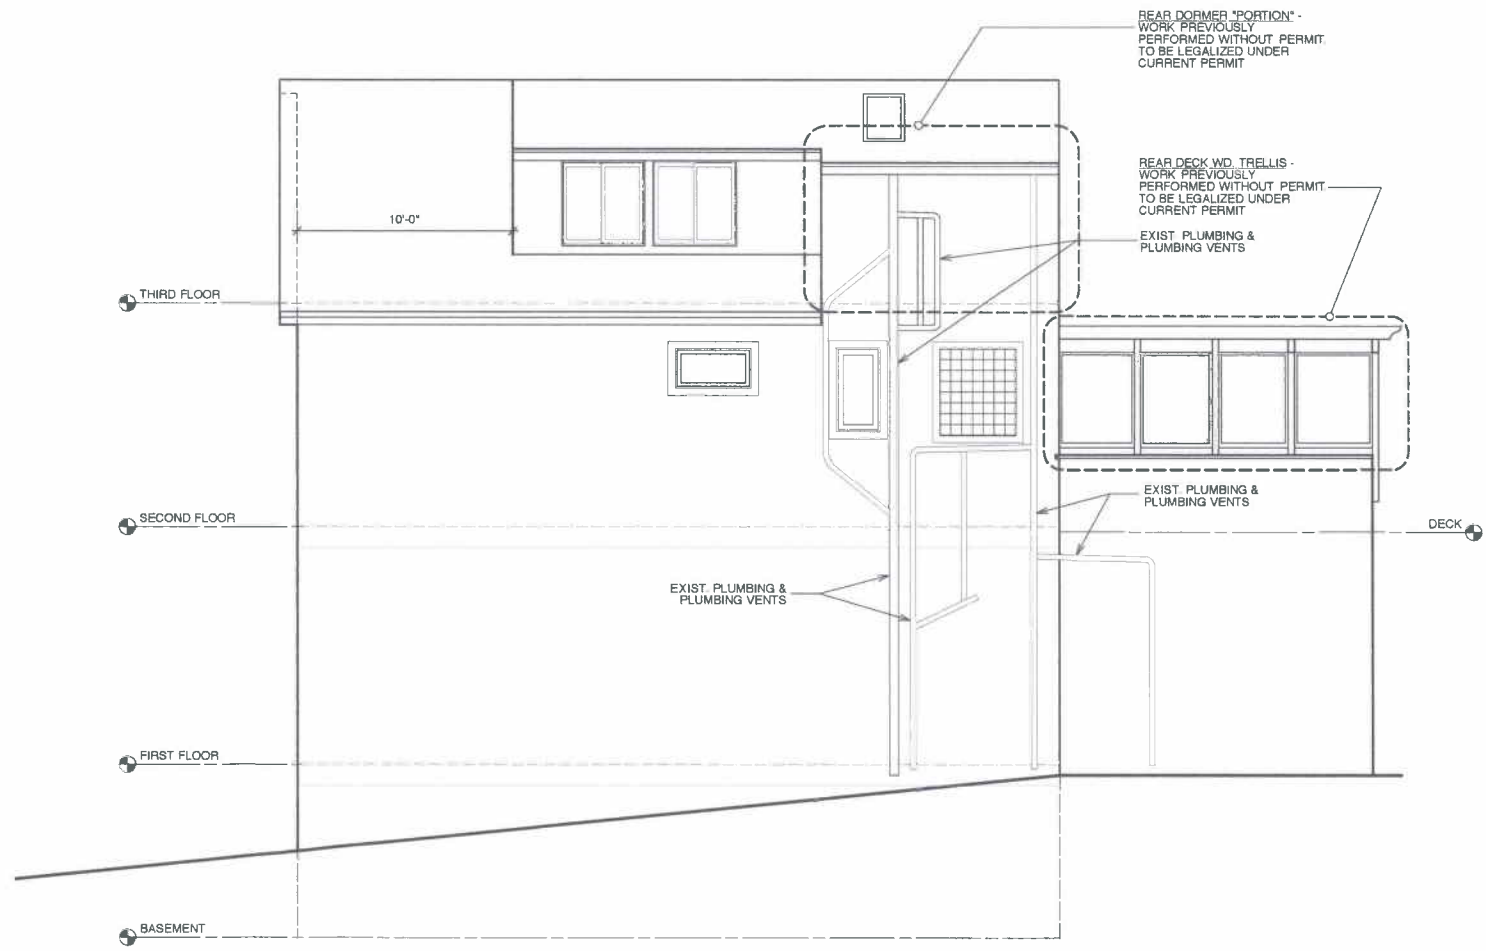 REAR DORMER "PORTION" -
WORK PREVIOUSLY
PERFORMED WITHOUT PERMIT
TO BE LEGALIZED UNDER
CURRENT PERMIT
REAR DECK WD. TRELLIS -
WORK PREVIOUSLY
PERFORMED WITHOUT PERMIT
TO BE LEGALIZED UNDER
CURRENT PERMIT
10'-0"
EXIST. PLUMBING &
PLUMBING VENTS
THIRD FLOOR
EXIST. PLUMBING &
PLUMBING VENTS
SECOND FLOOR
DECK
EXIST. PLUMBING &
PLUMBING VENTS
FIRST FLOOR
BASEMENT